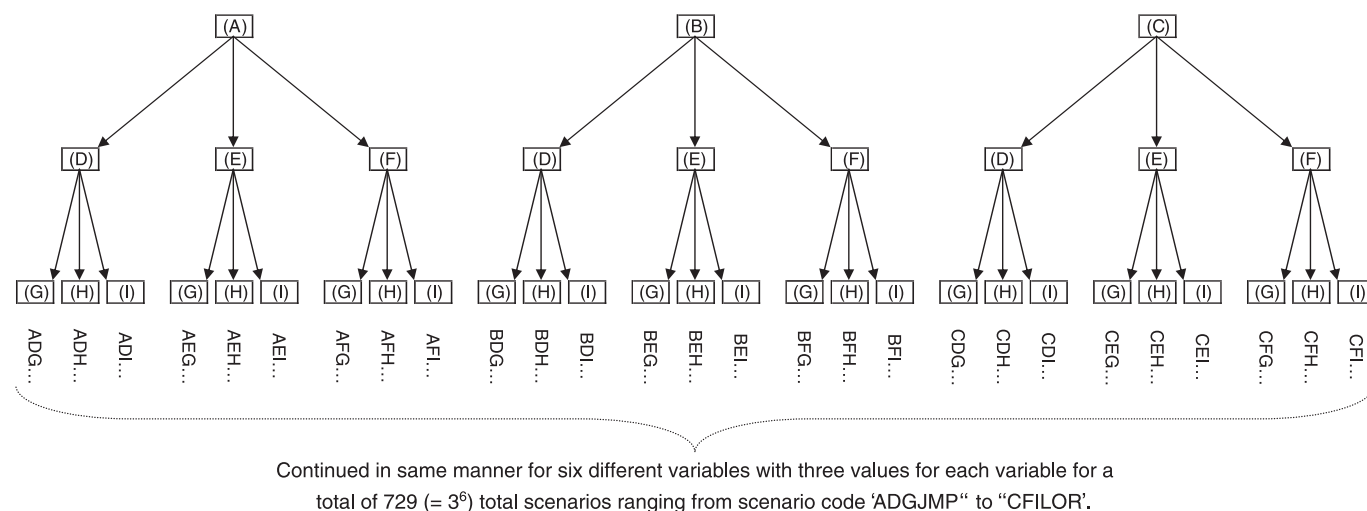 (A) (B) (C)
(D) (E) (F) (D) (E) (F) (D) (E) (F)
(G) (H) (I) (G) (H) (I) (G) (H) (I) (G) (H) (I) (G) (H) (I) (G) (H) (I) (G) (H) (I) (G) (H) (I) (G) (H) (I)
ADG... ADH... ADI... AEG... AEH... AEI... AFG... AFH... AFI... BDG... BDH... BDI... BEG... BEH... BEI... BFG... BFH... BFI... CDG... CDH... CDI... CEG... CEH... CEI... CFG... CFH... CFI...
Continued in same manner for six different variables with three values for each variable for a
total of 729 (= 3⁶) total scenarios ranging from scenario code ‘ADGJMP“ to “CFILOR’.